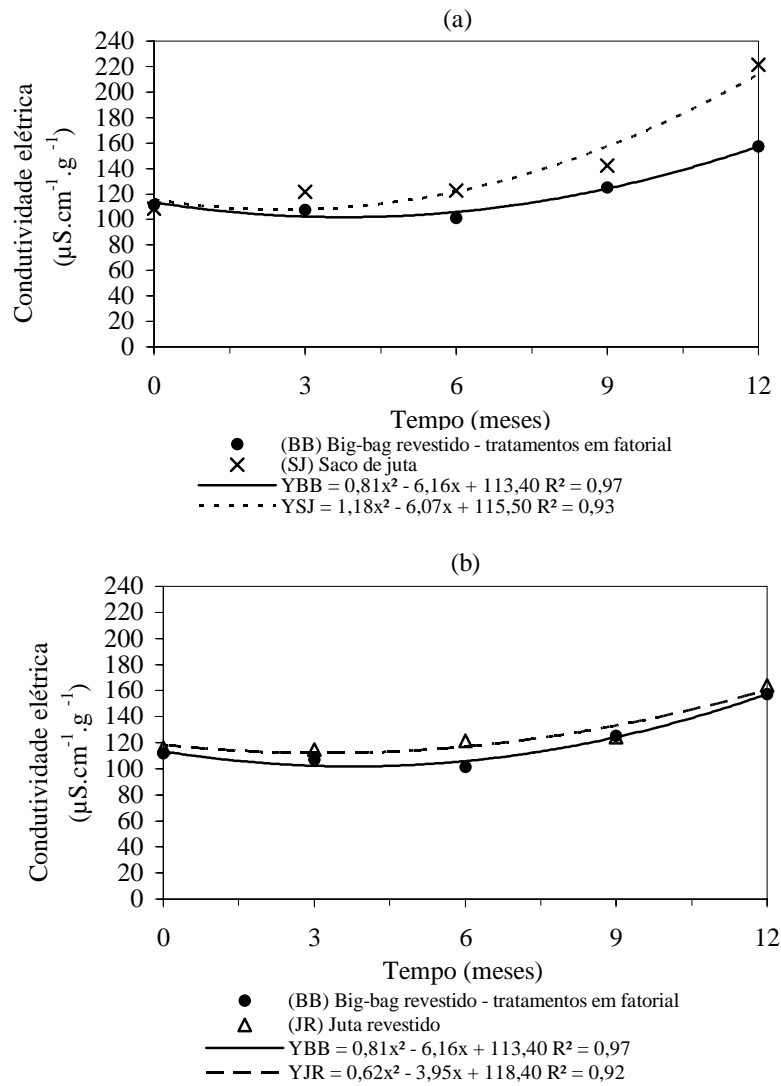 (a)
Condutividade elétrica
(µS.cm⁻¹.g⁻¹)
240
220
200
180
160
140
120
100
80
60
40
20
0
0 3 6 9 12
Tempo (meses)
(BB) Big-bag revestido - tratamentos em fatorial
(SJ) Saco de juta
YBB = 0,81x² - 6,16x + 113,40 R² = 0,97
YSJ = 1,18x² - 6,07x + 115,50 R² = 0,93
(b)
Condutividade elétrica
(µS.cm⁻¹.g⁻¹)
240
220
200
180
160
140
120
100
80
60
40
20
0
0 3 6 9 12
Tempo (meses)
(BB) Big-bag revestido - tratamentos em fatorial
(JR) Juta revestido
YBB = 0,81x² - 6,16x + 113,40 R² = 0,97
YJR = 0,62x² - 3,95x + 118,40 R² = 0,92